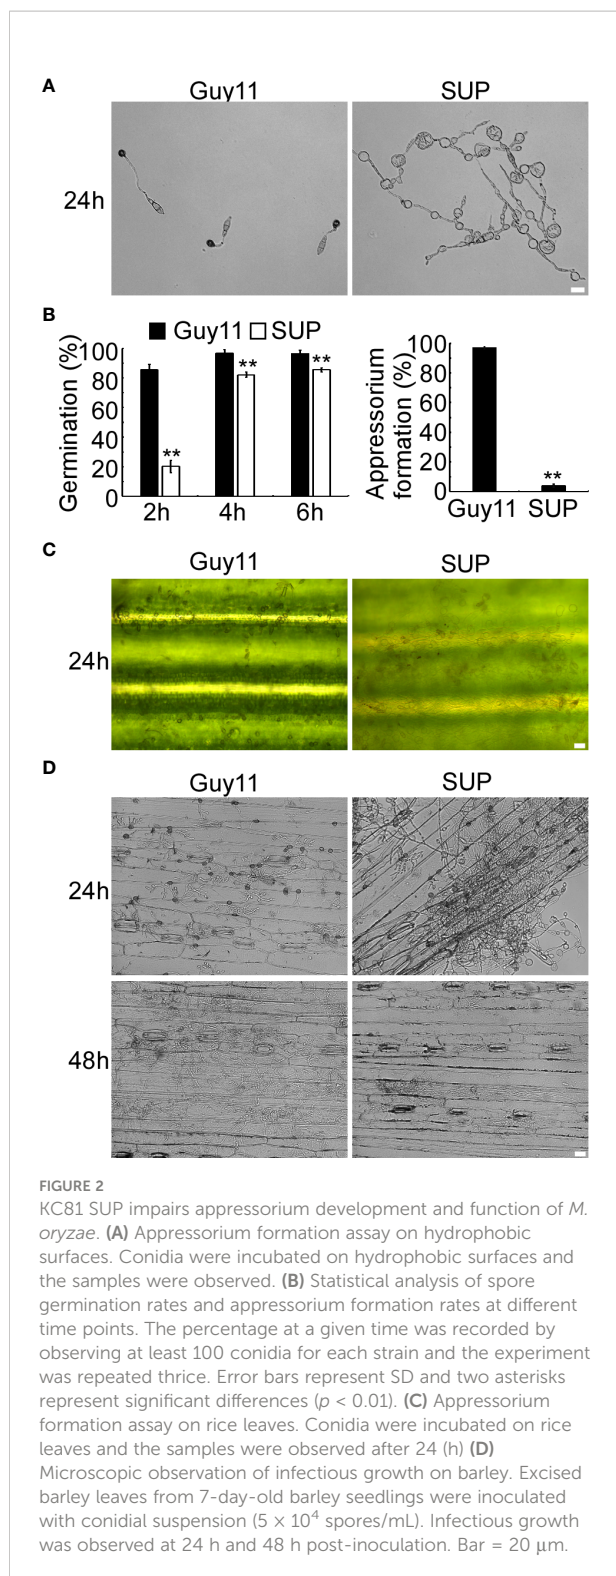 A
Guy11 SUP
24h
B
Guy11 SUP
Germination (%)
100
80
60
40
20
0
** ** **
2h 4h 6h
Appressorium
formation (%)
100
80
60
40
20
0
**
Guy11 SUP
C
Guy11 SUP
24h
D
Guy11 SUP
24h
48h
FIGURE 2
KC81 SUP impairs appressorium development and function of M.
oryzae. (A) Appressorium formation assay on hydrophobic
surfaces. Conidia were incubated on hydrophobic surfaces and
the samples were observed. (B) Statistical analysis of spore
germination rates and appressorium formation rates at different
time points. The percentage at a given time was recorded by
observing at least 100 conidia for each strain and the experiment
was repeated thrice. Error bars represent SD and two asterisks
represent significant differences (p < 0.01). (C) Appressorium
formation assay on rice leaves. Conidia were incubated on rice
leaves and the samples were observed after 24 (h) (D)
Microscopic observation of infectious growth on barley. Excised
barley leaves from 7-day-old barley seedlings were inoculated
with conidial suspension (5 × 10⁴ spores/mL). Infectious growth
was observed at 24 h and 48 h post-inoculation. Bar = 20 μm.